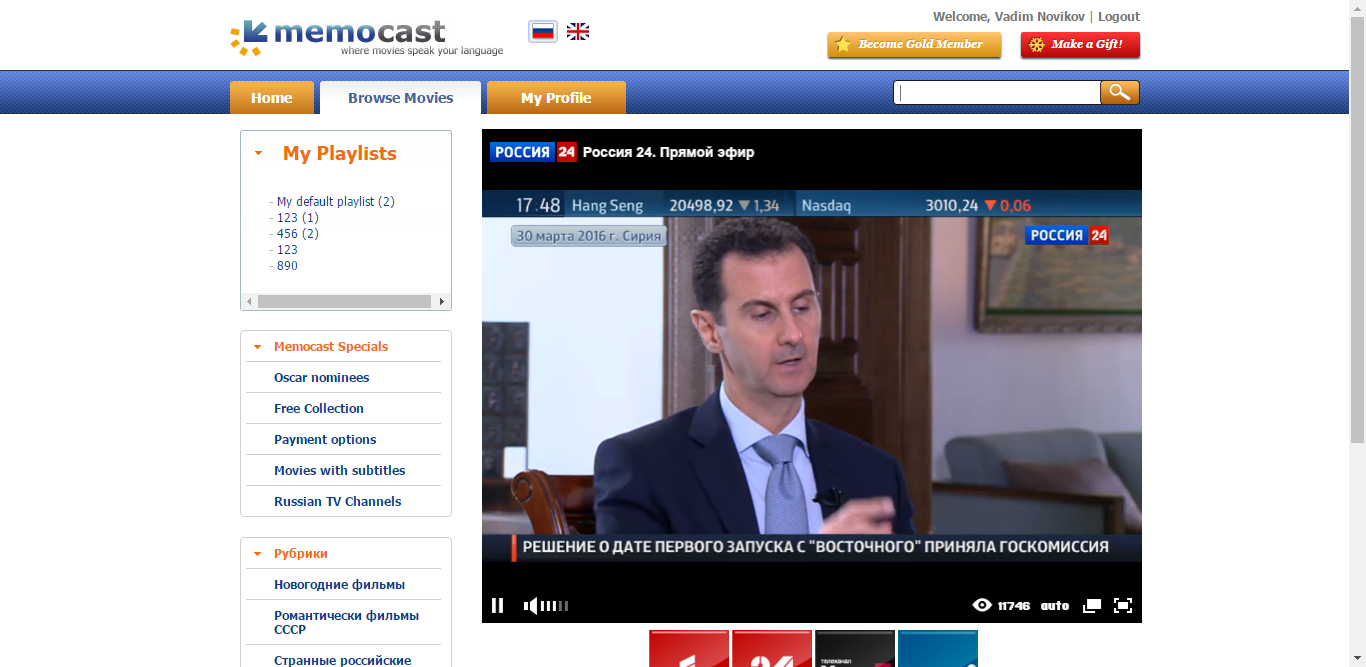 Welcome, Vadim Novikov | Logout
memocast
where movies speak your language
Become Gold Member
Make a Gift!
Home
Browse Movies
My Profile
My Playlists
- My default playlist (2)
- 123 (1)
- 456 (2)
- 123
- 890
Memocast Specials
Oscar nominees
Free Collection
Payment options
Movies with subtitles
Russian TV Channels
Рубрики
Новогодние фильмы
Романтически фильмы
СССР
Странные российские
РОССИЯ 24 Россия 24. Прямой эфир
17.48 Hang Seng 20498,92 ▼1,34 Nasdaq 3010,24 ▼0,06
30 марта 2016 г. Сирия
РОССИЯ 24
РЕШЕНИЕ О ДАТЕ ПЕРВОГО ЗАПУСКА С "ВОСТОЧНОГО" ПРИНЯЛА ГОСКОМИССИЯ
11746 auto
телеканал